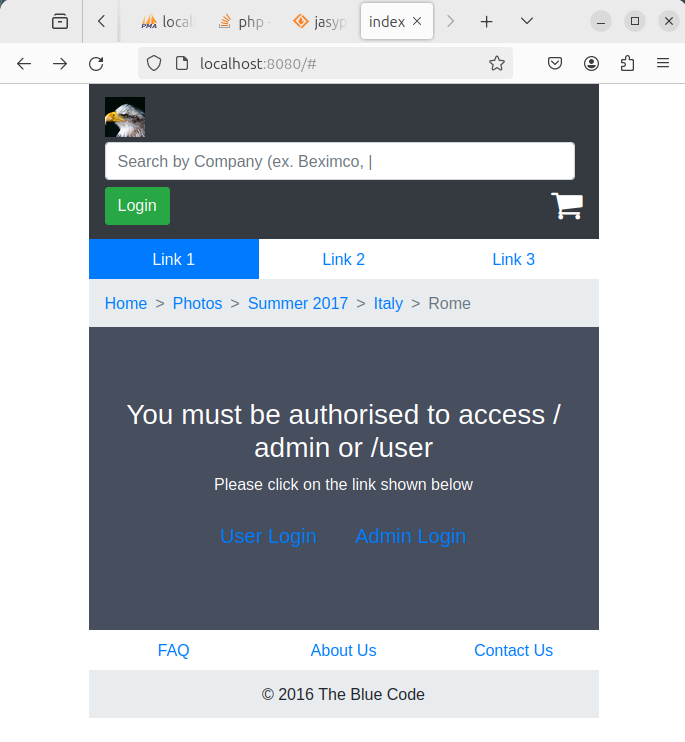 local
php -
jasyp
index
localhost:8080/#
Search by Company (ex. Beximco, |
Login
Link 1 Link 2 Link 3
Home > Photos > Summer 2017 > Italy > Rome
You must be authorised to access /
admin or /user
Please click on the link shown below
User Login Admin Login
FAQ About Us Contact Us
© 2016 The Blue Code